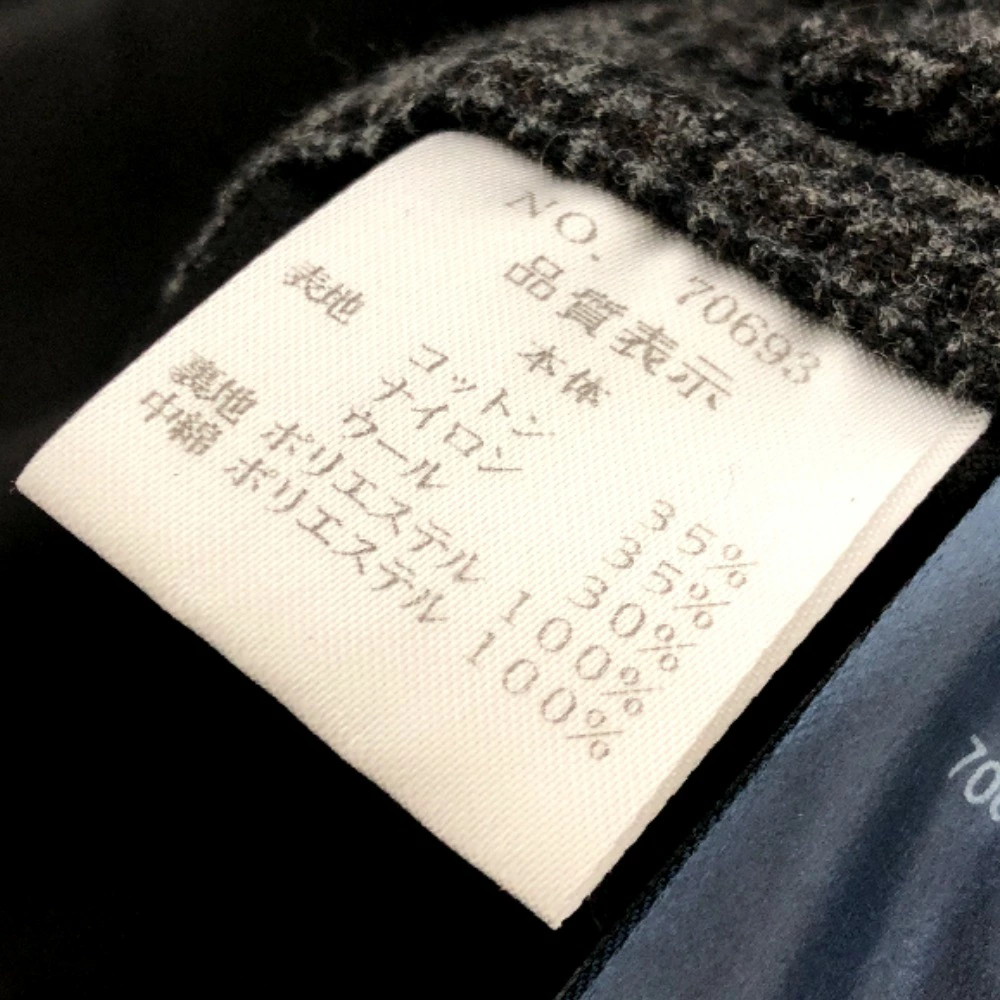 NO. 70693
品質表示
本体
表地
コットン 35%
ナイロン 35%
ウール 30%
裏地 ポリエステル 100%
中綿 ポリエステル 100%